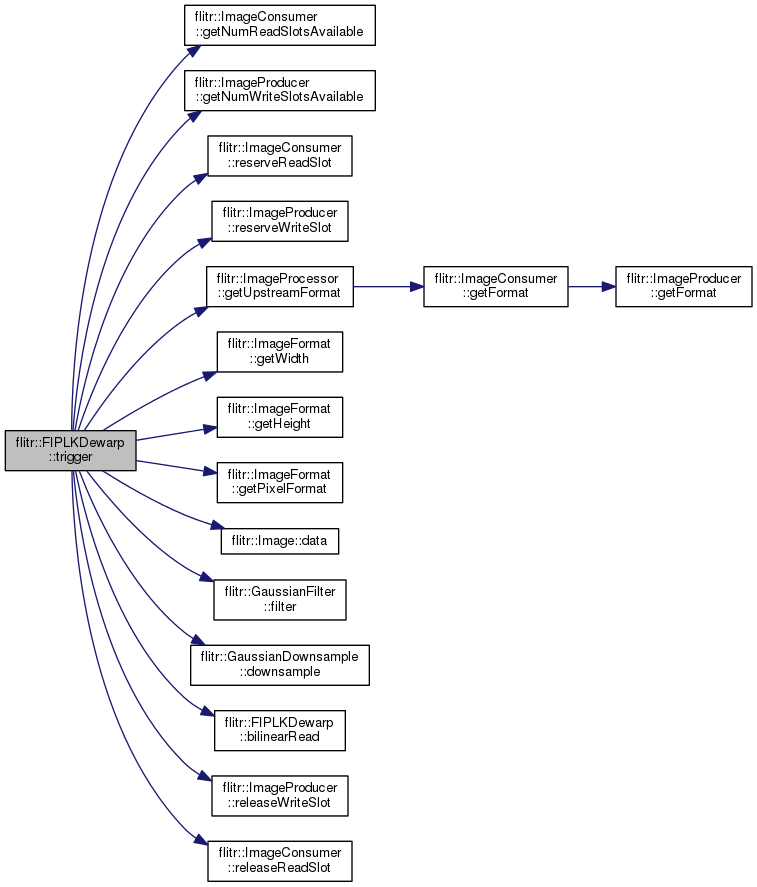 flitr::ImageConsumer
::getNumReadSlotsAvailable
flitr::ImageProducer
::getNumWriteSlotsAvailable
flitr::ImageConsumer
::reserveReadSlot
flitr::ImageProducer
::reserveWriteSlot
flitr::ImageProcessor
::getUpstreamFormat
flitr::ImageConsumer
::getFormat
flitr::ImageProducer
::getFormat
flitr::ImageFormat
::getWidth
flitr::ImageFormat
::getHeight
flitr::FIPLKDewarp
::trigger
flitr::ImageFormat
::getPixelFormat
flitr::Image::data
flitr::GaussianFilter
::filter
flitr::GaussianDownsample
::downsample
flitr::FIPLKDewarp
::bilinearRead
flitr::ImageProducer
::releaseWriteSlot
flitr::ImageConsumer
::releaseReadSlot